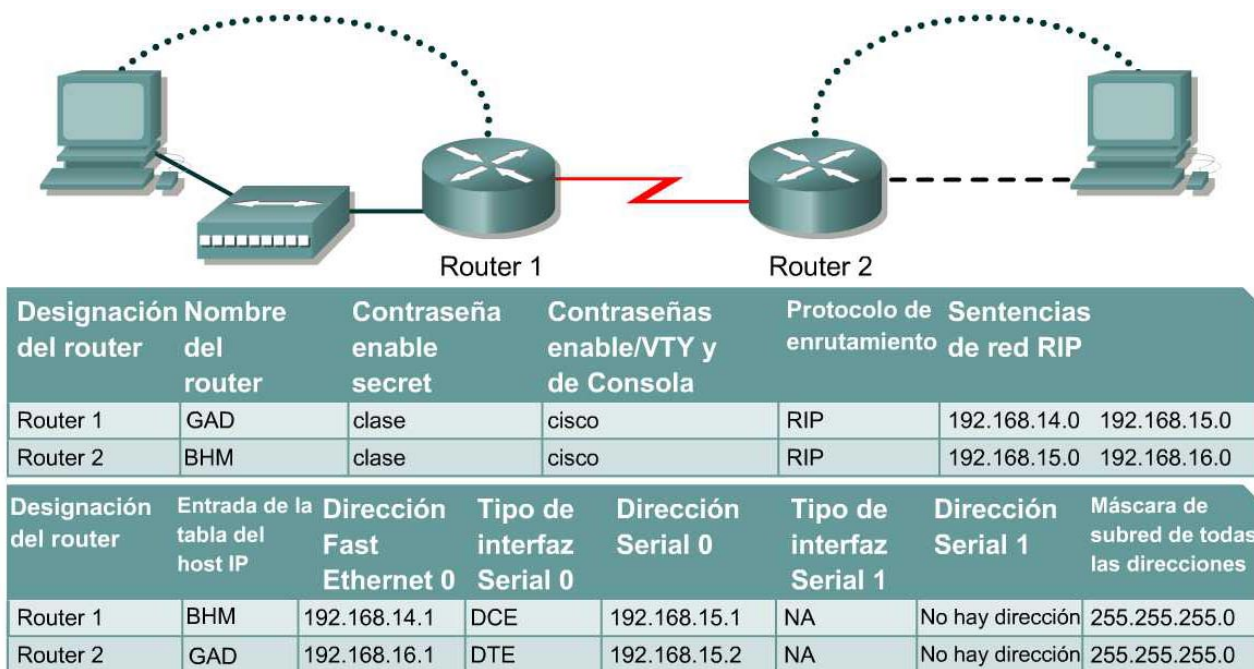 Router 1
Router 2
Designación del router
Nombre del router
Contraseña enable secret
Contraseñas enable/VTY y de Consola
Protocolo de enrutamiento
Sentencias de red RIP
Router 1 GAD clase cisco RIP 192.168.14.0 192.168.15.0
Router 2 BHM clase cisco RIP 192.168.15.0 192.168.16.0
Designación del router
Entrada de la tabla del host IP
Dirección Fast Ethernet 0
Tipo de interfaz Serial 0
Dirección Serial 0
Tipo de interfaz Serial 1
Dirección Serial 1
Máscara de subred de todas las direcciones
Router 1 BHM 192.168.14.1 DCE 192.168.15.1 NA No hay dirección 255.255.255.0
Router 2 GAD 192.168.16.1 DTE 192.168.15.2 NA No hay dirección 255.255.255.0